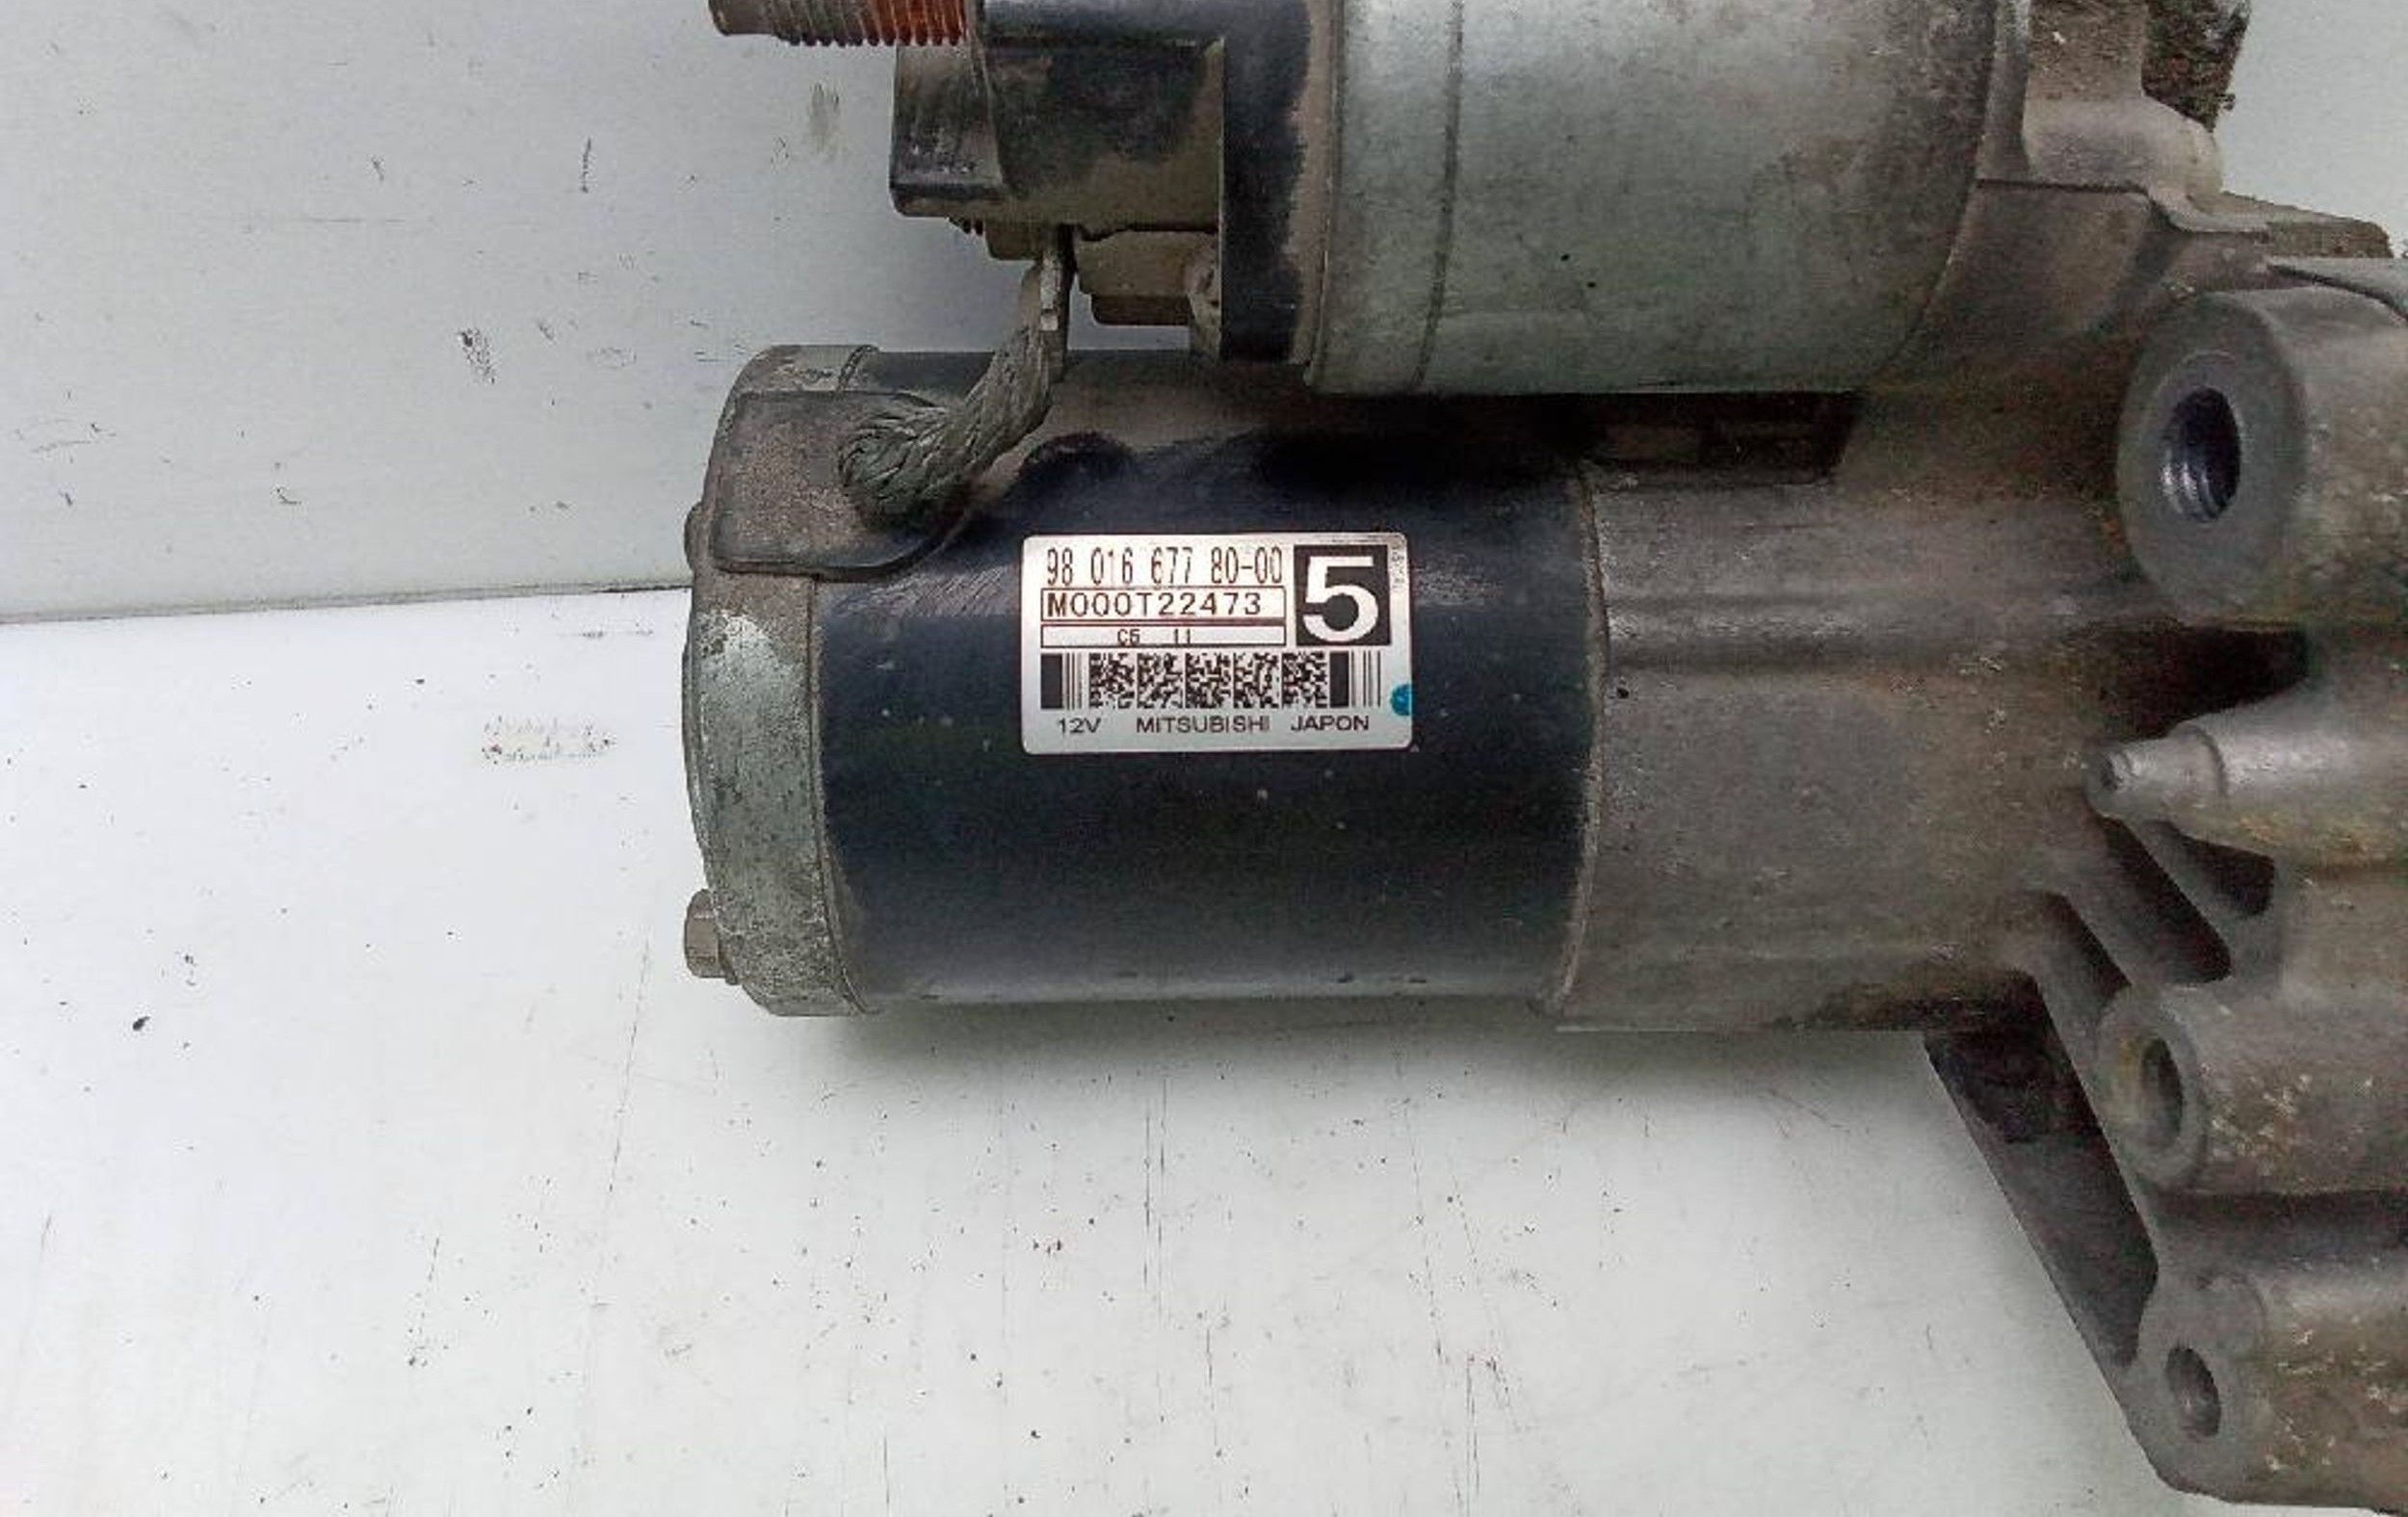 98 016 677 80-00
5
M000T22473
C5 11
12V MITSUBISHI JAPON